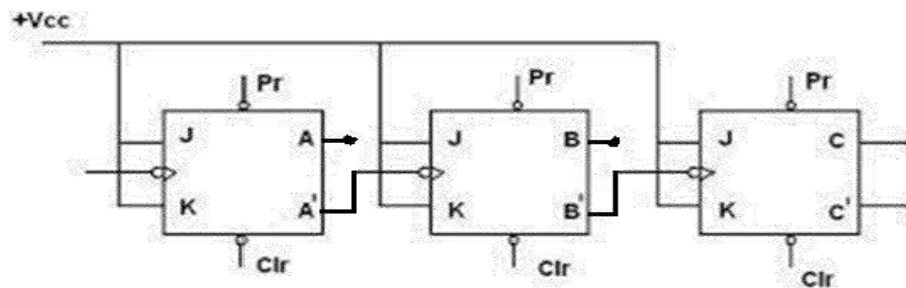 +Vcc
Pr Pr Pr
J A J B J C
K A' K B' K C'
Clr Clr Clr